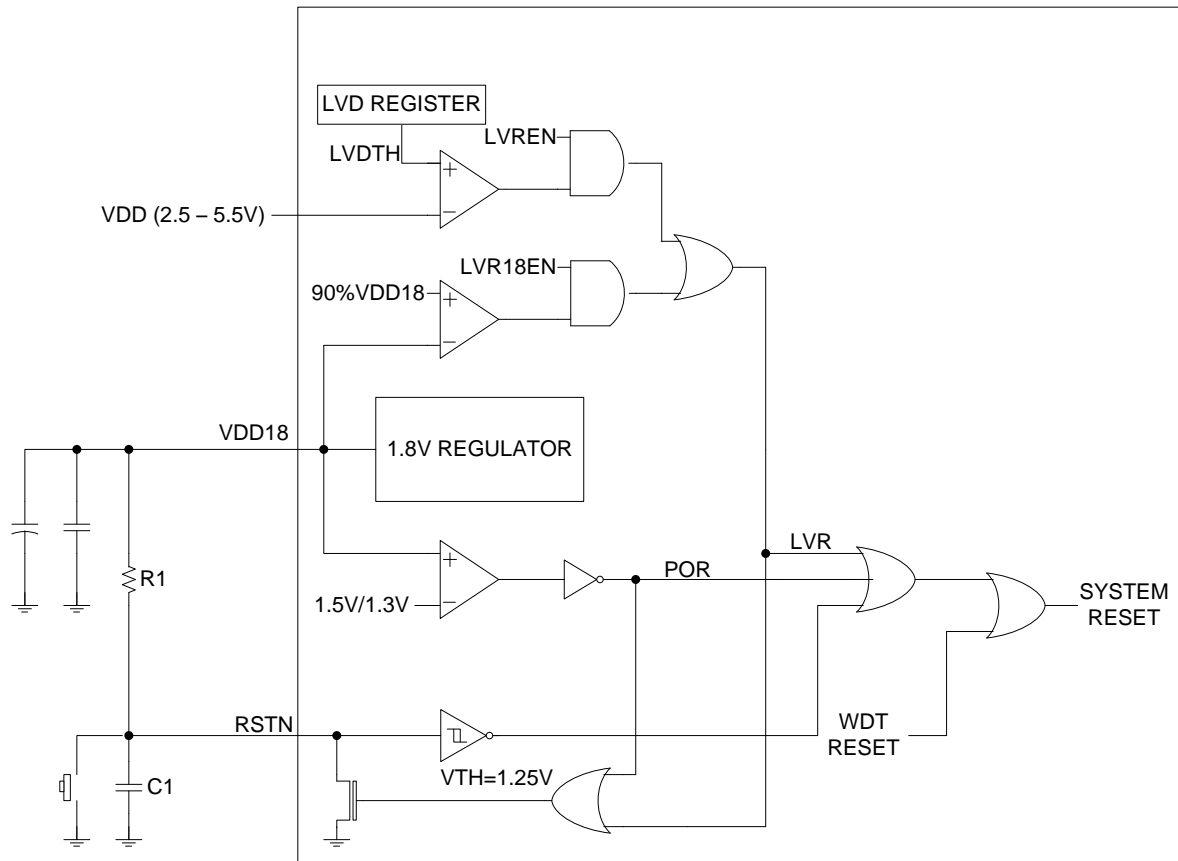 LVD REGISTER
LVREN
LVDTH
VDD (2.5 – 5.5V)
LVR18EN
90%VDD18
VDD18
1.8V REGULATOR
LVR
POR
R1
1.5V/1.3V
SYSTEM
RESET
RSTN
WDT
RESET
VTH=1.25V
C1